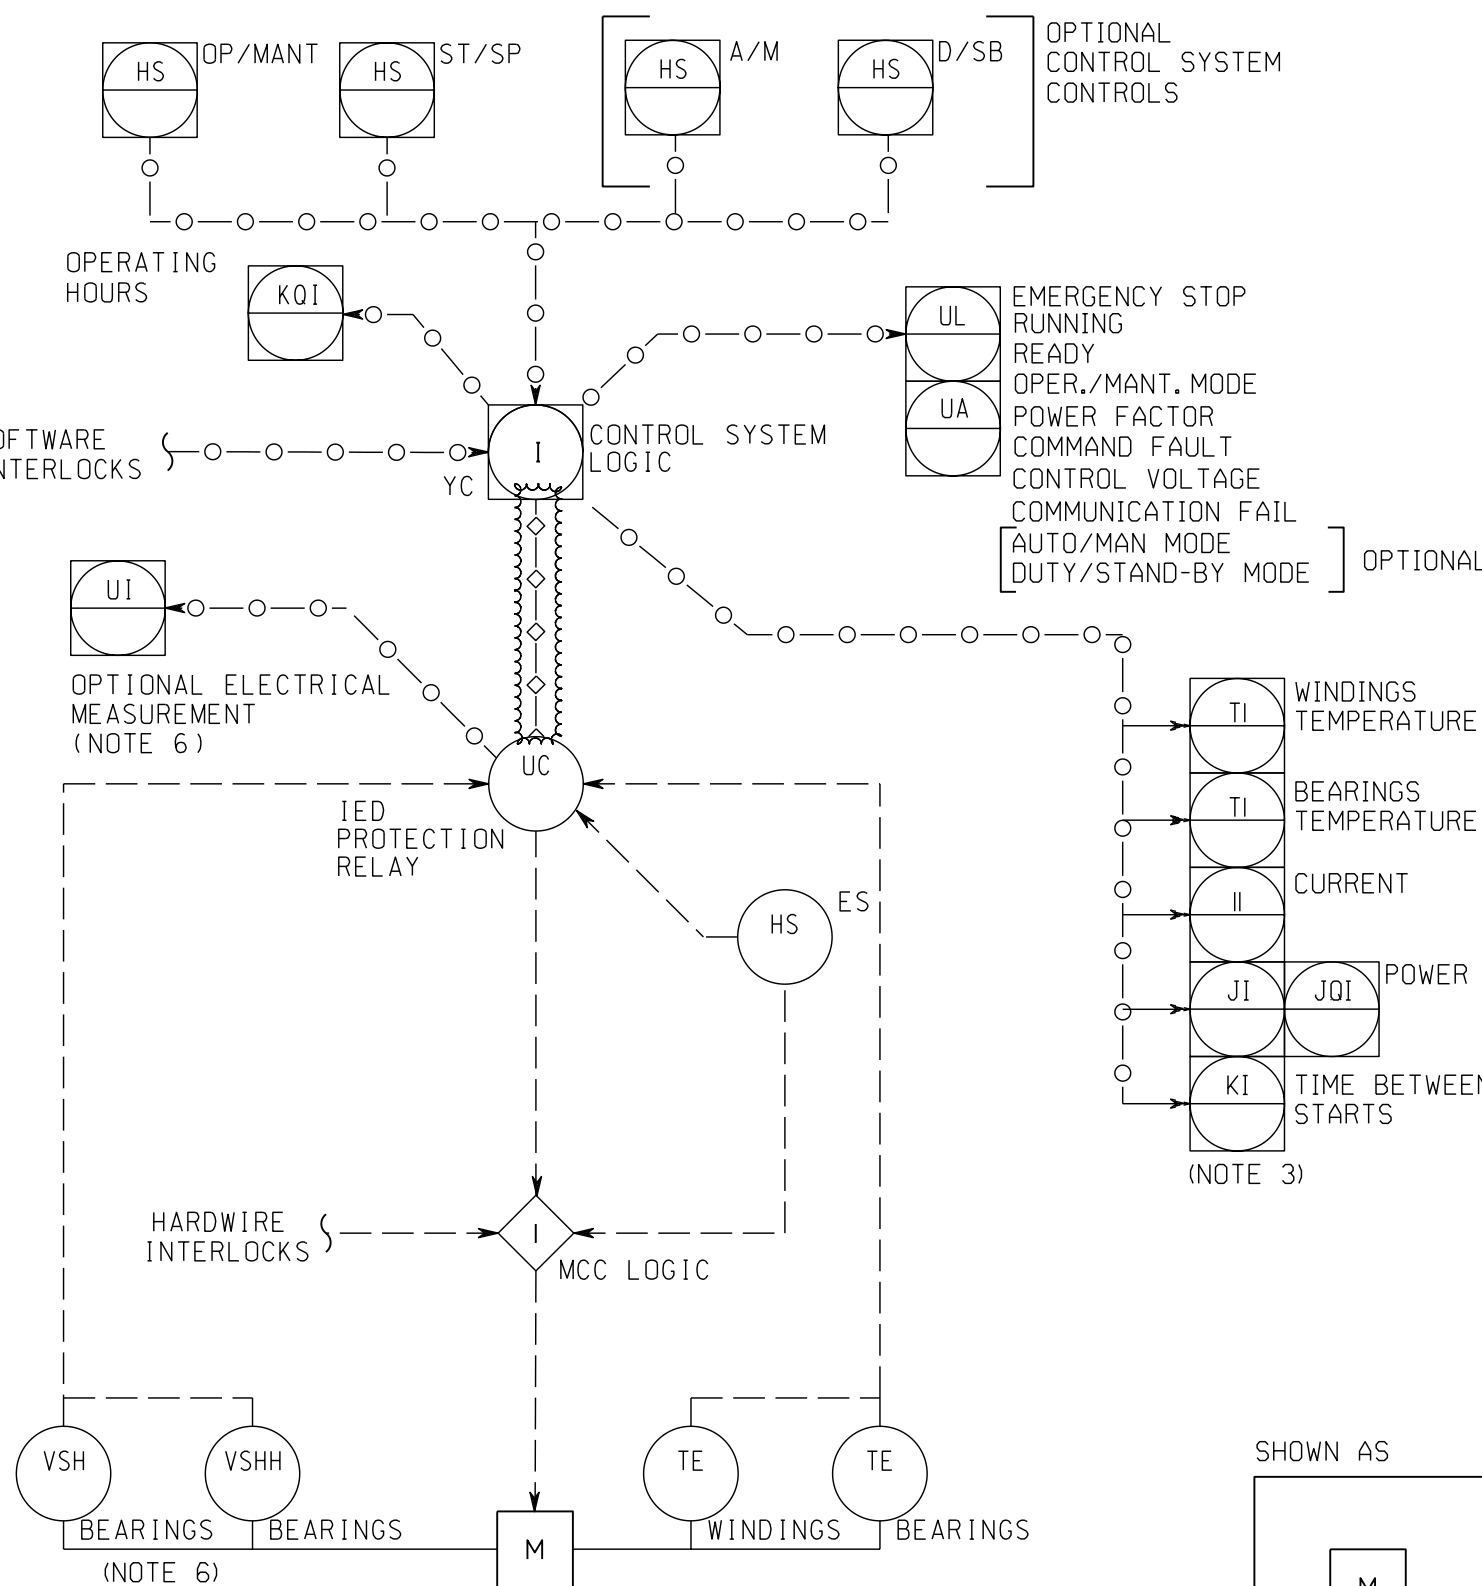 HS OP/MANT
HS ST/SP
HS A/M
HS D/SB
OPTIONAL
CONTROL SYSTEM
CONTROLS
OPERATING
HOURS
KQI
UL
UA
EMERGENCY STOP
RUNNING
READY
OPER./MANT. MODE
POWER FACTOR
COMMAND FAULT
CONTROL VOLTAGE
COMMUNICATION FAIL
AUTO/MAN MODE
DUTY/STAND-BY MODE
OPTIONAL
OFTWARE
NTERLOCKS
I
YC
CONTROL SYSTEM
LOGIC
UI
OPTIONAL ELECTRICAL
MEASUREMENT
(NOTE 6)
UC
IED
PROTECTION
RELAY
HS ES
TI
WINDINGS
TEMPERATURE
TI
BEARINGS
TEMPERATURE
II
CURRENT
JI JQI POWER
KI
TIME BETWEEN
STARTS
(NOTE 3)
HARDWIRE
INTERLOCKS
I
MCC LOGIC
VSH
BEARINGS
(NOTE 6)
VSHH
BEARINGS
M
TE
WINDINGS
TE
BEARINGS
SHOWN AS
M